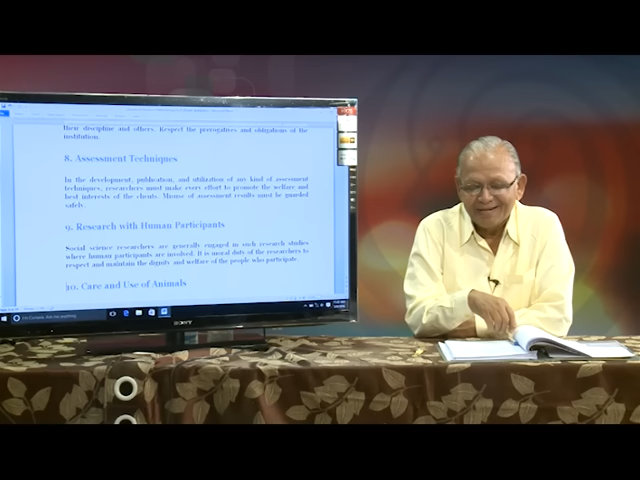 their discipline and others. Respect the prerogatives and obligations of the
institution.
8. Assessment Techniques
In the development, publication, and utilization of any kind of assessment
techniques, researchers must make every effort to promote the welfare and
best interests of the clients. Misuse of assessment results must be guarded
safely.
9. Research with Human Participants
Social science researchers are generally engaged in such research studies
where human participants are involved. It is moral duty of the researchers to
respect and maintain the dignity and welfare of the people who participate.
10. Care and Use of Animals
SONY